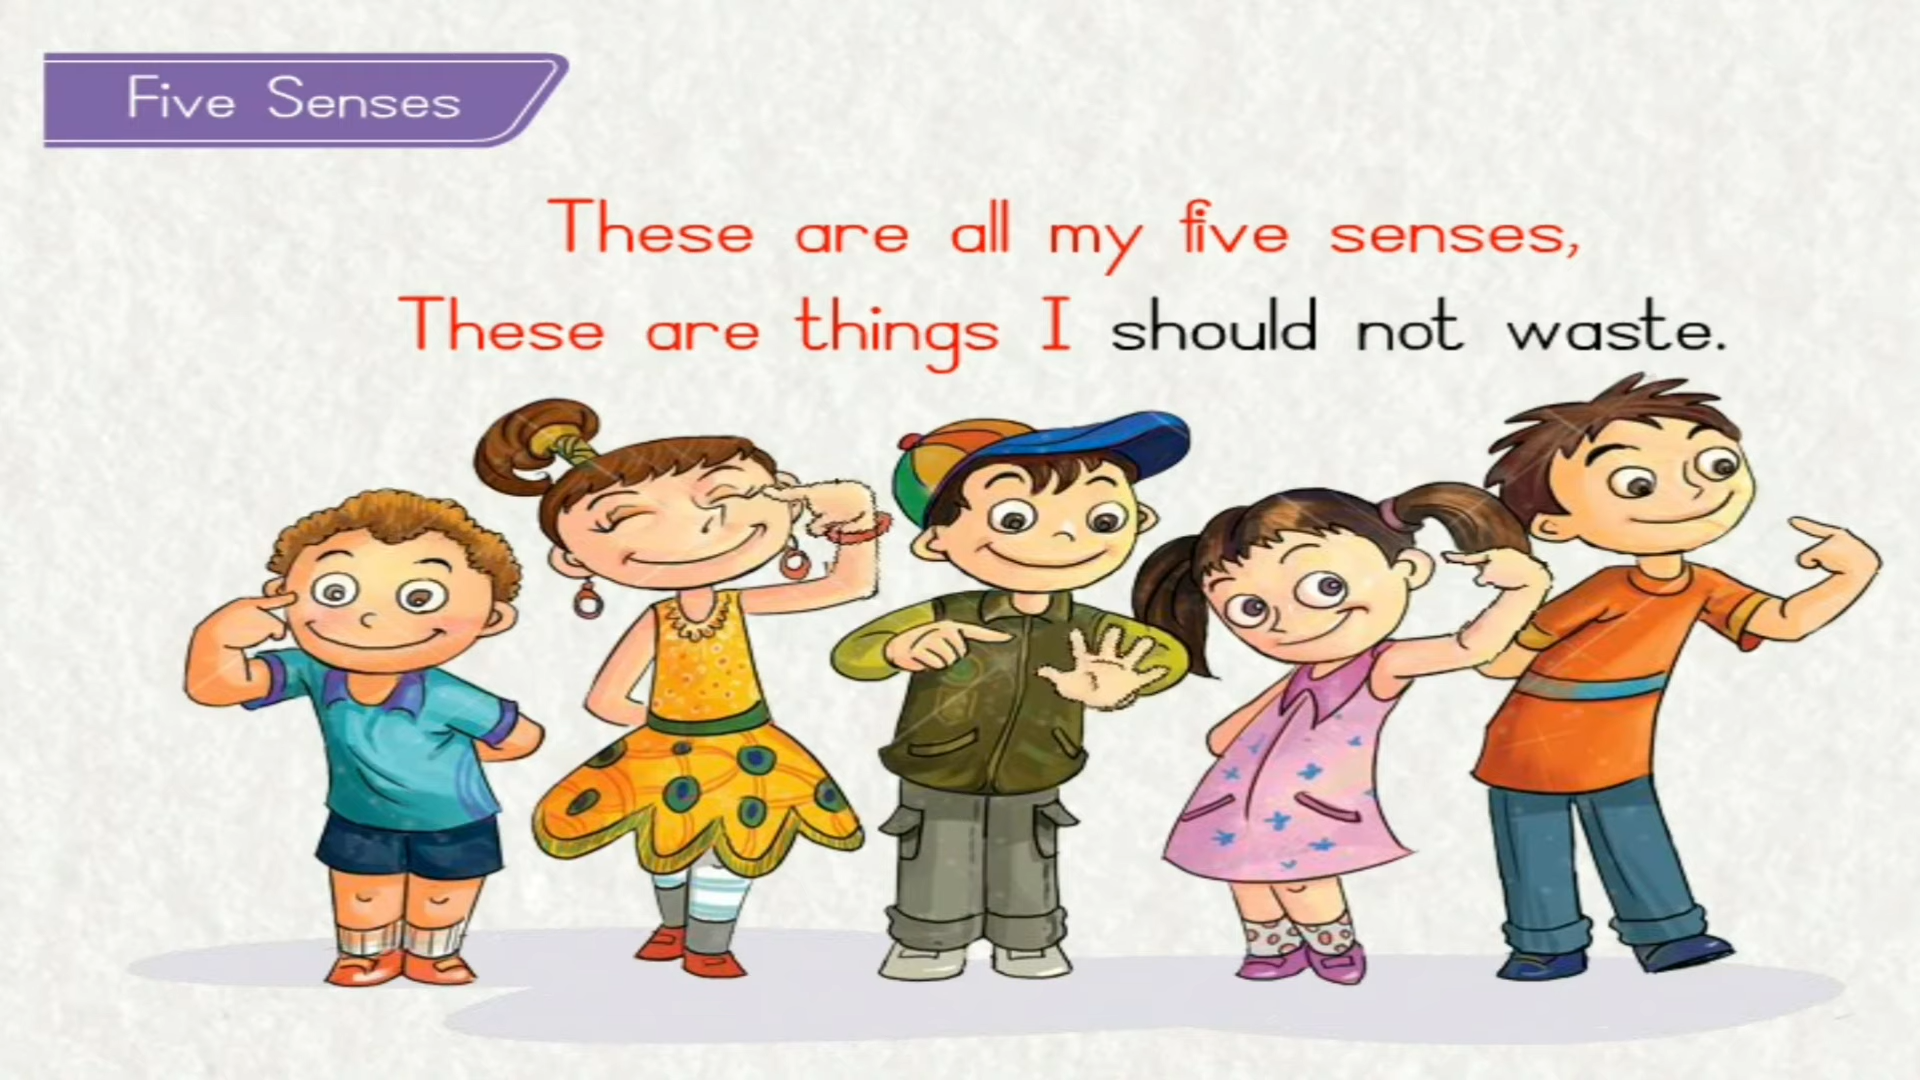 Five Senses
These are all my five senses,
These are things I should not waste.